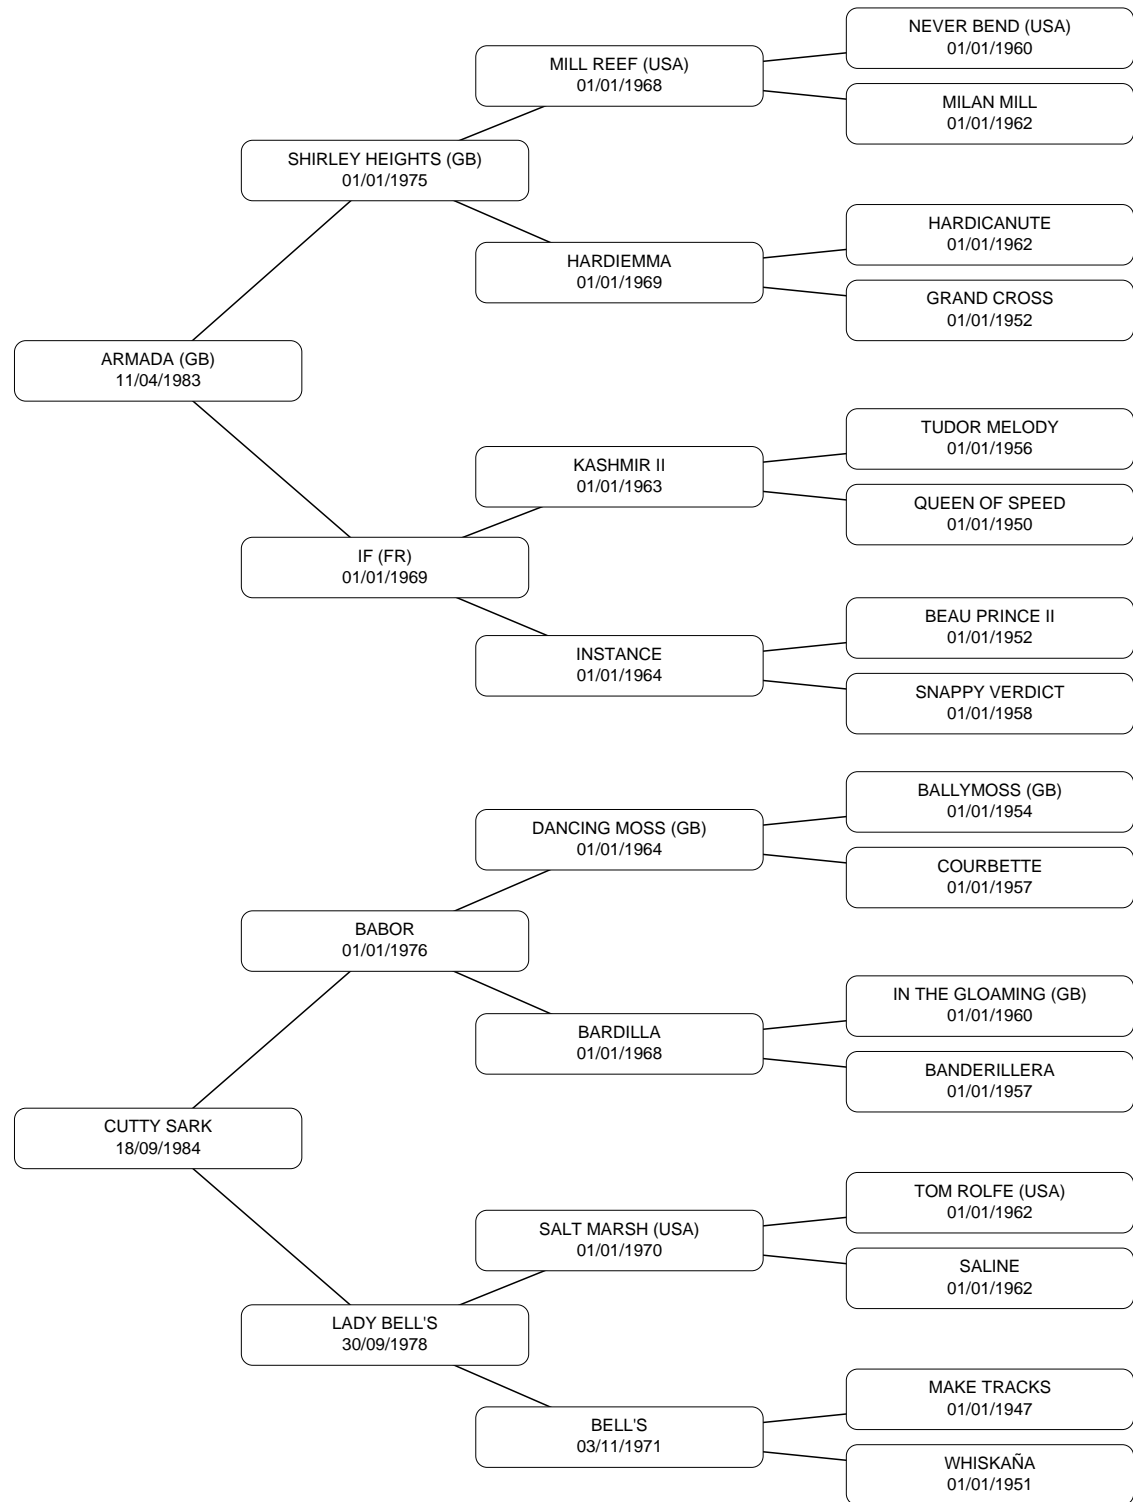 NEVER BEND (USA)
01/01/1960
MILL REEF (USA)
01/01/1968
MILAN MILL
01/01/1962
SHIRLEY HEIGHTS (GB)
01/01/1975
HARDICANUTE
01/01/1962
HARDIEMMA
01/01/1969
GRAND CROSS
01/01/1952
ARMADA (GB)
11/04/1983
TUDOR MELODY
01/01/1956
KASHMIR II
01/01/1963
QUEEN OF SPEED
01/01/1950
IF (FR)
01/01/1969
BEAU PRINCE II
01/01/1952
INSTANCE
01/01/1964
SNAPPY VERDICT
01/01/1958
BALLYMOSS (GB)
01/01/1954
DANCING MOSS (GB)
01/01/1964
COURBETTE
01/01/1957
BABOR
01/01/1976
IN THE GLOAMING (GB)
01/01/1960
BARDILLA
01/01/1968
BANDERILLERA
01/01/1957
CUTTY SARK
18/09/1984
TOM ROLFE (USA)
01/01/1962
SALT MARSH (USA)
01/01/1970
SALINE
01/01/1962
LADY BELL'S
30/09/1978
MAKE TRACKS
01/01/1947
BELL'S
03/11/1971
WHISKAÑA
01/01/1951